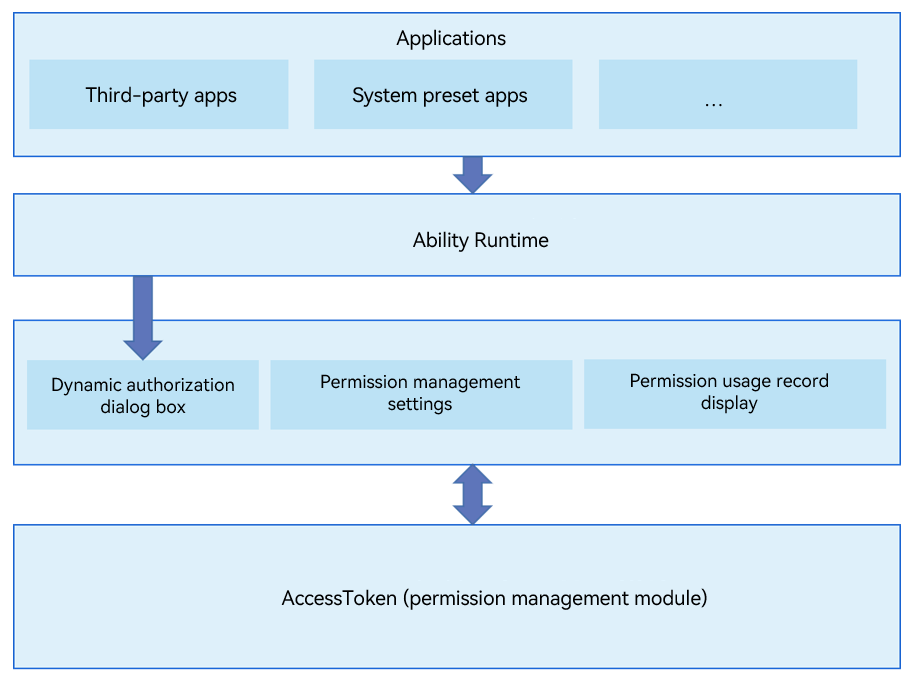 Applications
Third-party apps
System preset apps
...
Ability Runtime
Dynamic authorization
dialog box
Permission management
settings
Permission usage record
display
AccessToken (permission management module)